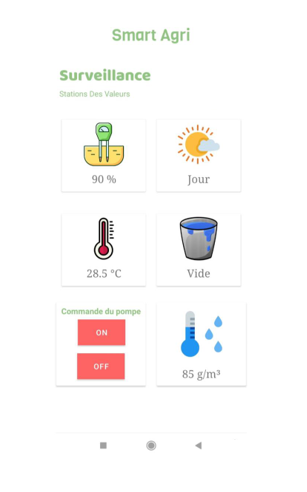 Smart Agri
Surveillance
Stations Des Valeurs
90 %
Jour
28.5 °C
Vide
Commande du pompe
ON
OFF
85 g/m³